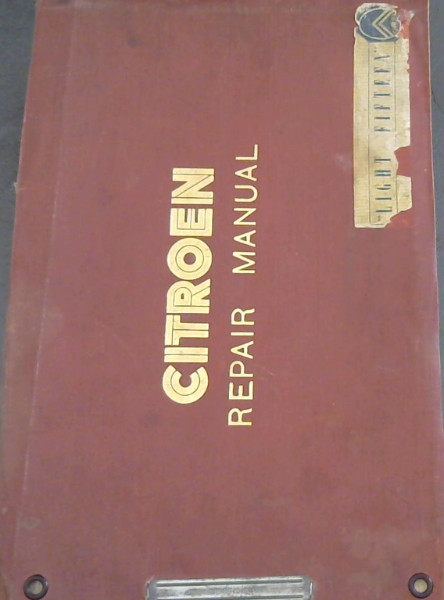 CITROEN
REPAIR MANUAL
"LIGHT FIFTEEN"